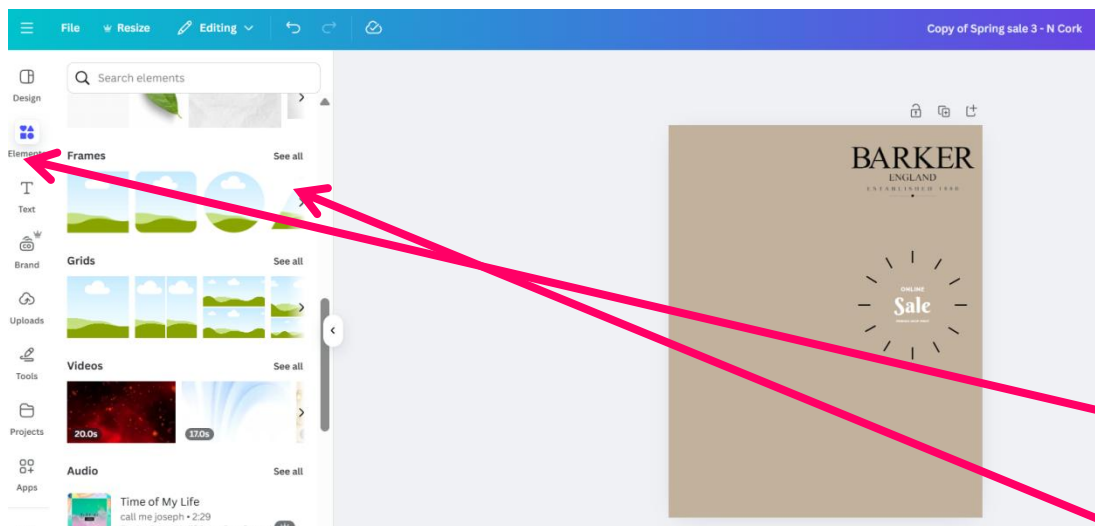 File Resize Editing Copy of Spring sale 3 - N Cork
Design
Elements
Text
Brand
Uploads
Tools
Projects
Apps
Search elements
Frames See all
Grids See all
Videos See all
20.0s 17.0s
Audio See all
Time of My Life
call me joseph • 2:29
BARKER
ENGLAND
ESTABLISHED 1880
ONLINE
Sale